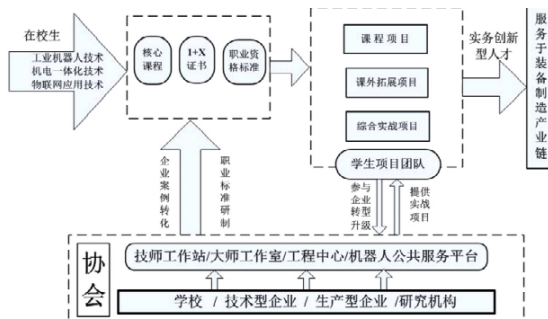 在校生
工业机器人技术
机电一体化技术
物联网应用技术
核心
课程
1+X
证书
职业资
格标准
课程项目
课外拓展项目
综合实战项目
学生项目团队
实务创新
型人才
服务于装备制造产业链
企业案例转化
职业标准研制
参与
企业
转型
升级
提供
实战
项目
协会
技师工作站/大师工作室/工程中心/机器人公共服务平台
学校 / 技术型企业 / 生产型企业 /研究机构